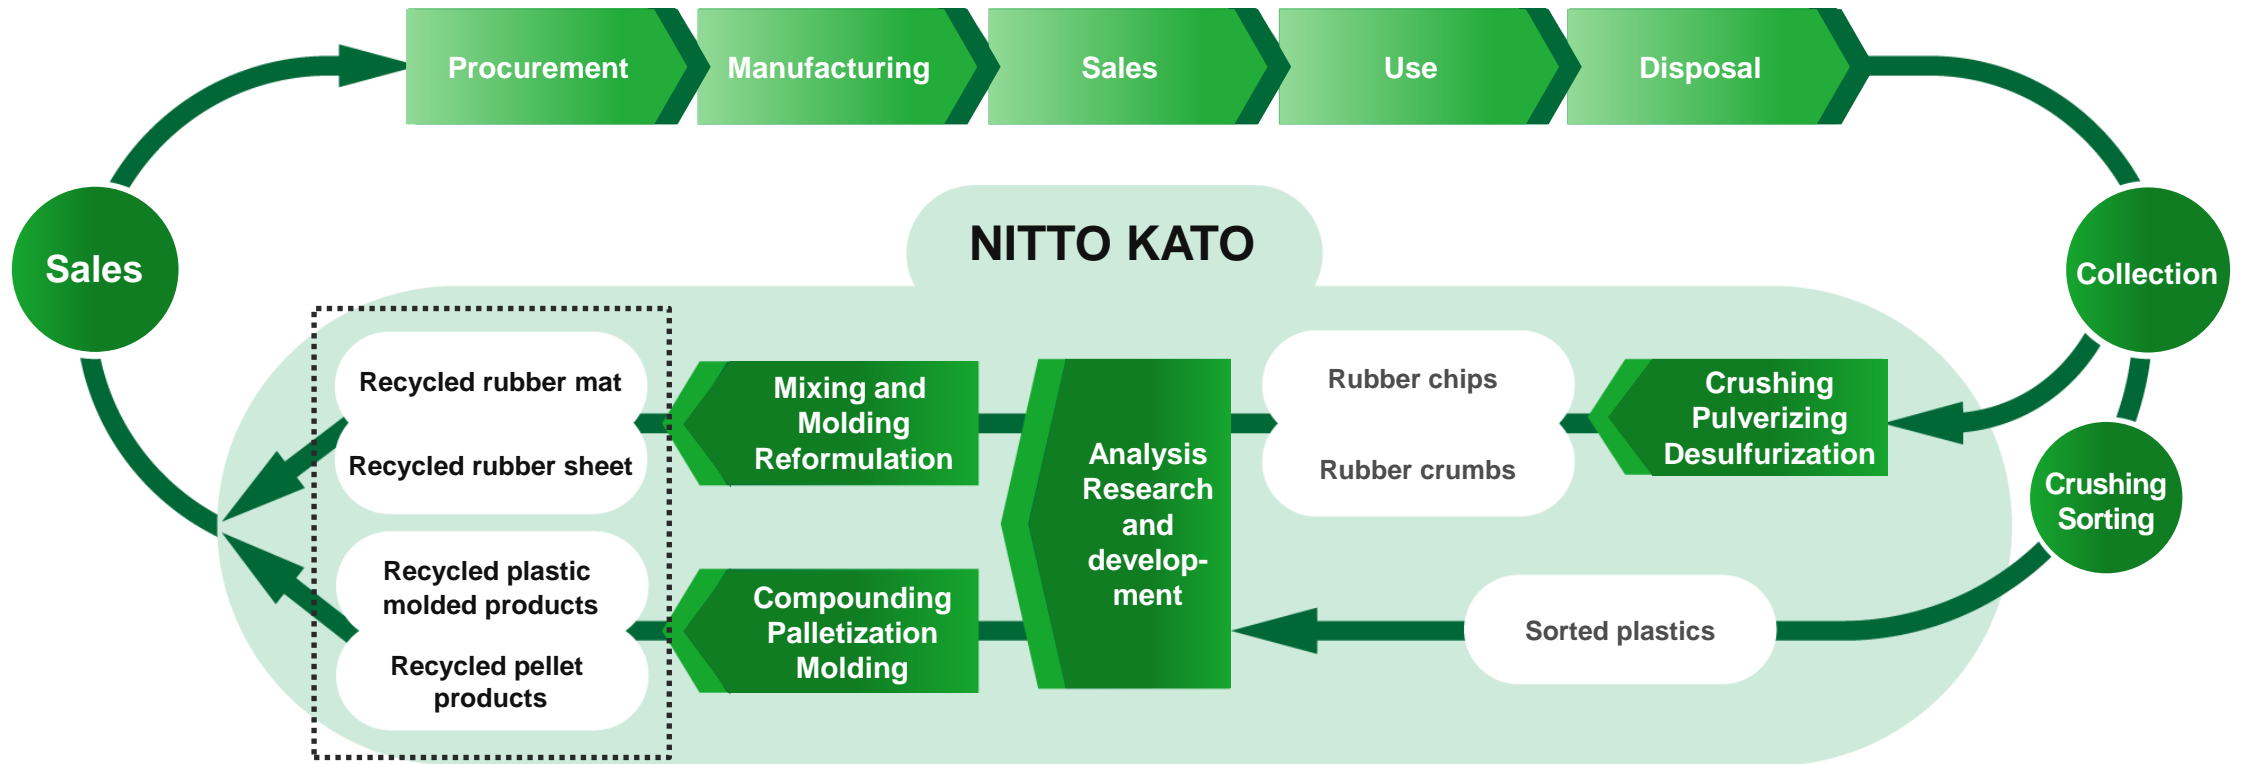 Procurement
Manufacturing
Sales
Use
Disposal
NITTO KATO
Sales
Collection
Recycled rubber mat
Recycled rubber sheet
Mixing and
Molding
Reformulation
Analysis
Research
and
develop-
ment
Rubber chips
Rubber crumbs
Crushing
Pulverizing
Desulfurization
Crushing
Sorting
Recycled plastic
molded products
Recycled pellet
products
Compounding
Palletization
Molding
Sorted plastics